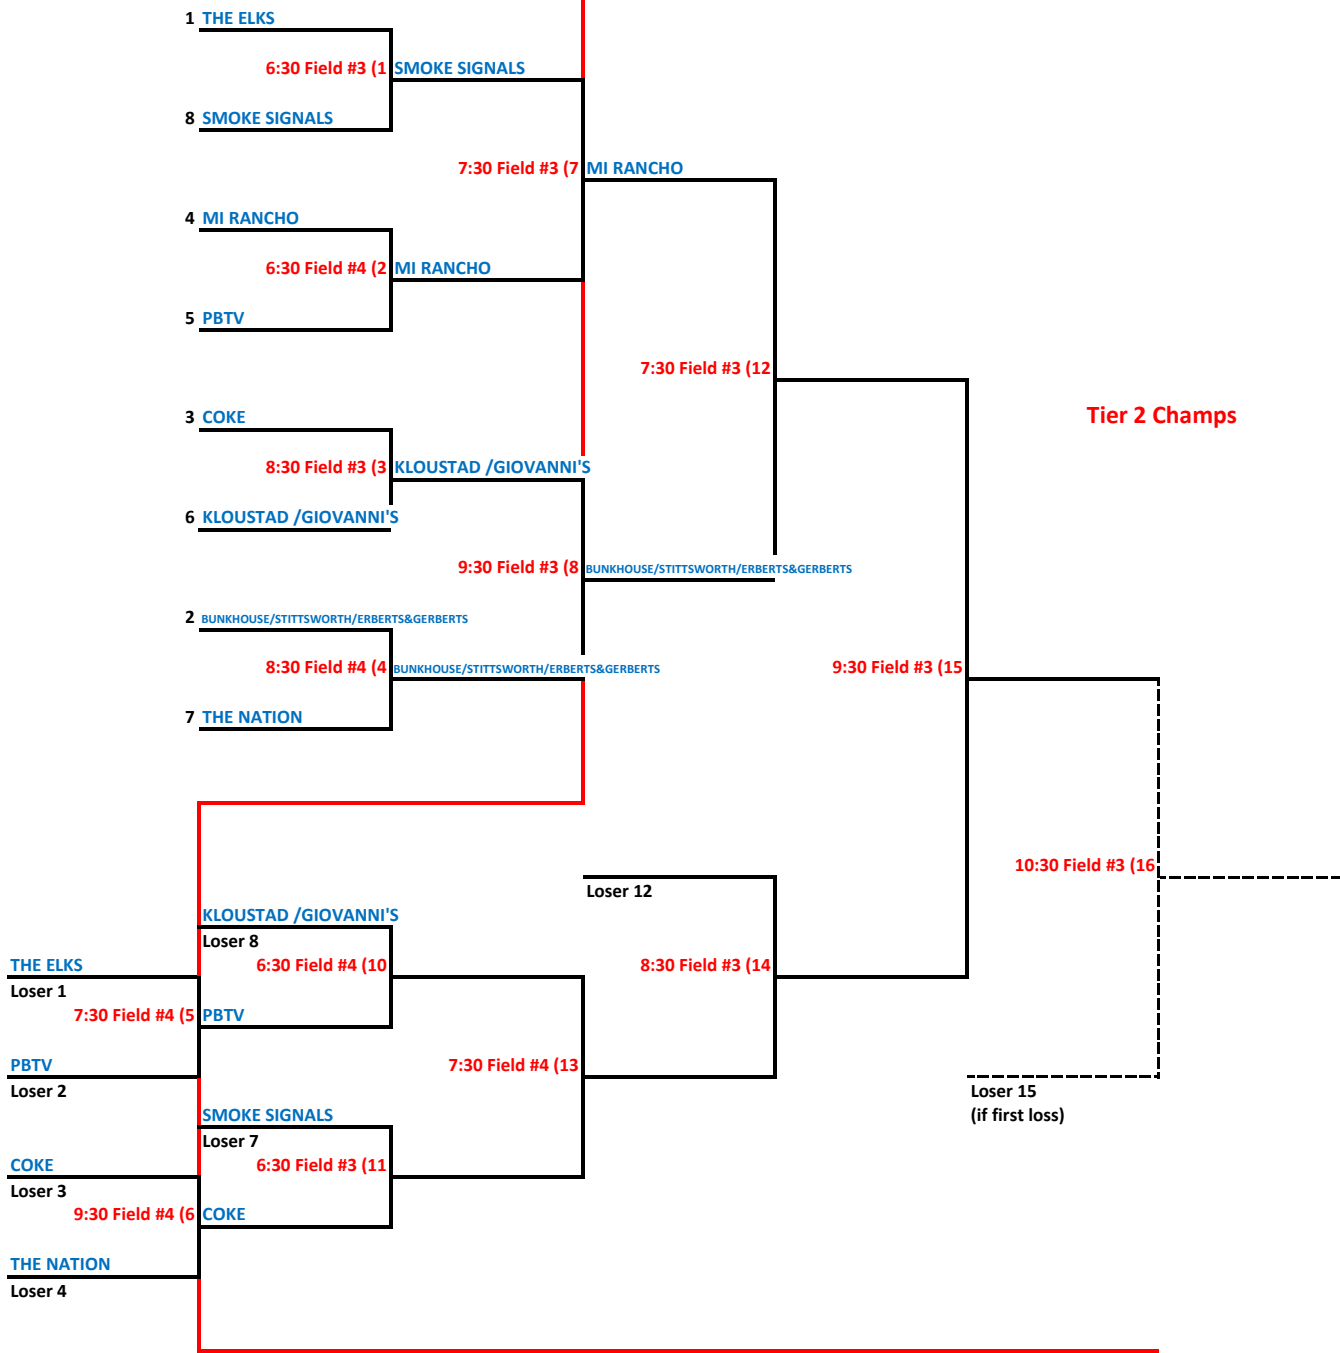 1 THE ELKS
6:30 Field #3 (1 SMOKE SIGNALS
8 SMOKE SIGNALS
7:30 Field #3 (7 MI RANCHO
4 MI RANCHO
6:30 Field #4 (2 MI RANCHO
5 PBTV
7:30 Field #3 (12
3 COKE
Tier 2 Champs
8:30 Field #3 (3 KLOUSTAD /GIOVANNI'S
6 KLOUSTAD /GIOVANNI'S
9:30 Field #3 (8 BUNKHOUSE/STITTSWORTH/ERBERTS&GERBERTS
2 BUNKHOUSE/STITTSWORTH/ERBERTS&GERBERTS
8:30 Field #4 (4 BUNKHOUSE/STITTSWORTH/ERBERTS&GERBERTS
9:30 Field #3 (15
7 THE NATION
10:30 Field #3 (16
Loser 12
KLOUSTAD /GIOVANNI'S
Loser 8
THE ELKS
6:30 Field #4 (10
8:30 Field #3 (14
Loser 1
7:30 Field #4 (5 PBTV
PBTV
7:30 Field #4 (13
Loser 2
Loser 15
(if first loss)
SMOKE SIGNALS
Loser 7
COKE
6:30 Field #3 (11
Loser 3
9:30 Field #4 (6 COKE
THE NATION
Loser 4